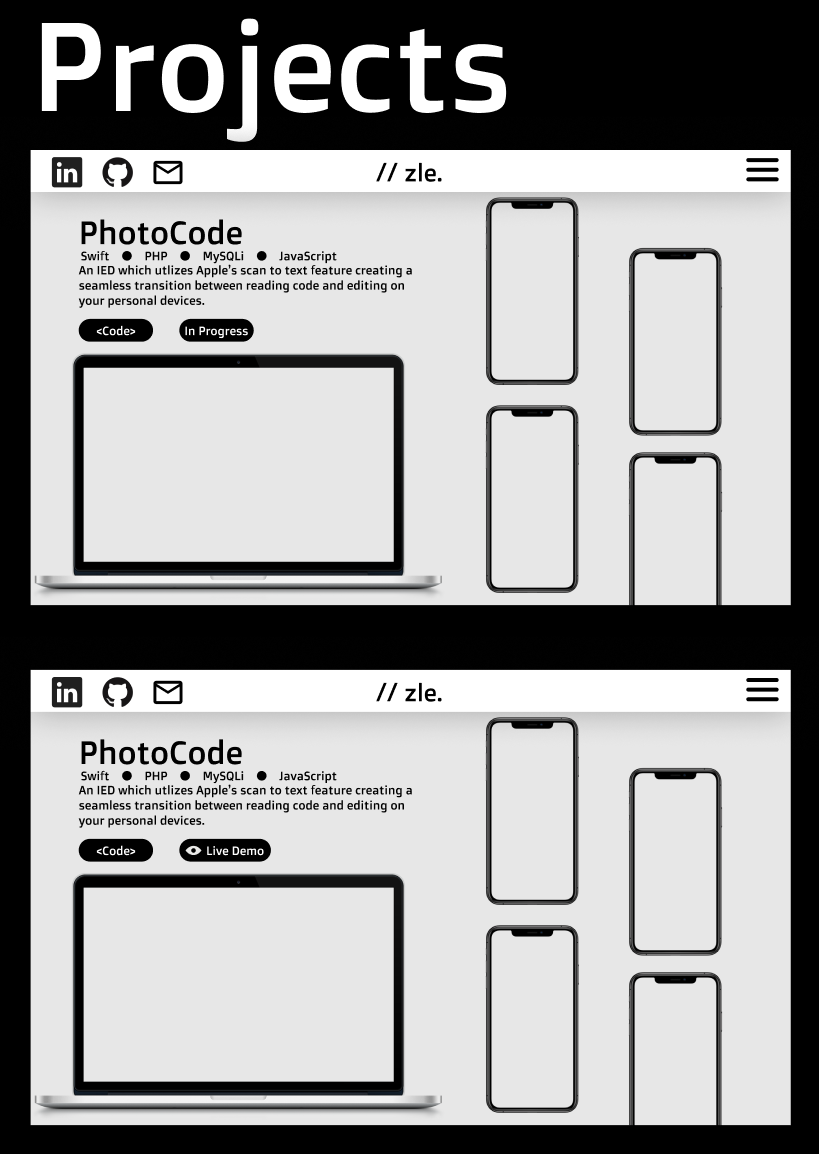 Projects
// zle.
PhotoCode
Swift ● PHP ● MySQLi ● JavaScript
An IED which utlizes Apple's scan to text feature creating a
seamless transition between reading code and editing on
your personal devices.
<Code> In Progress
// zle.
PhotoCode
Swift ● PHP ● MySQLi ● JavaScript
An IED which utlizes Apple's scan to text feature creating a
seamless transition between reading code and editing on
your personal devices.
<Code> Live Demo